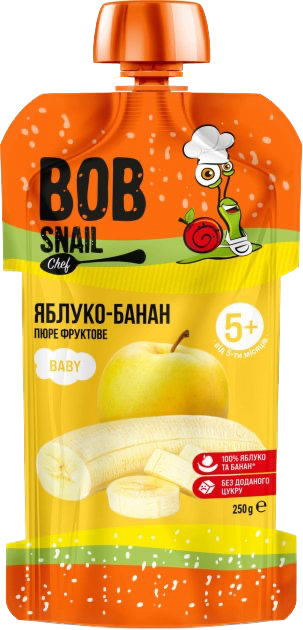 BOB
SNAIL
Chef
ЯБЛУКО-БАНАН
ПЮРЕ ФРУКТОВЕ
BABY
5+
ВІД 5-ТИ МІСЯЦІВ
100% ЯБЛУКО
ТА БАНАН*
БЕЗ ДОДАНОГО
ЦУКРУ
250 g ℮